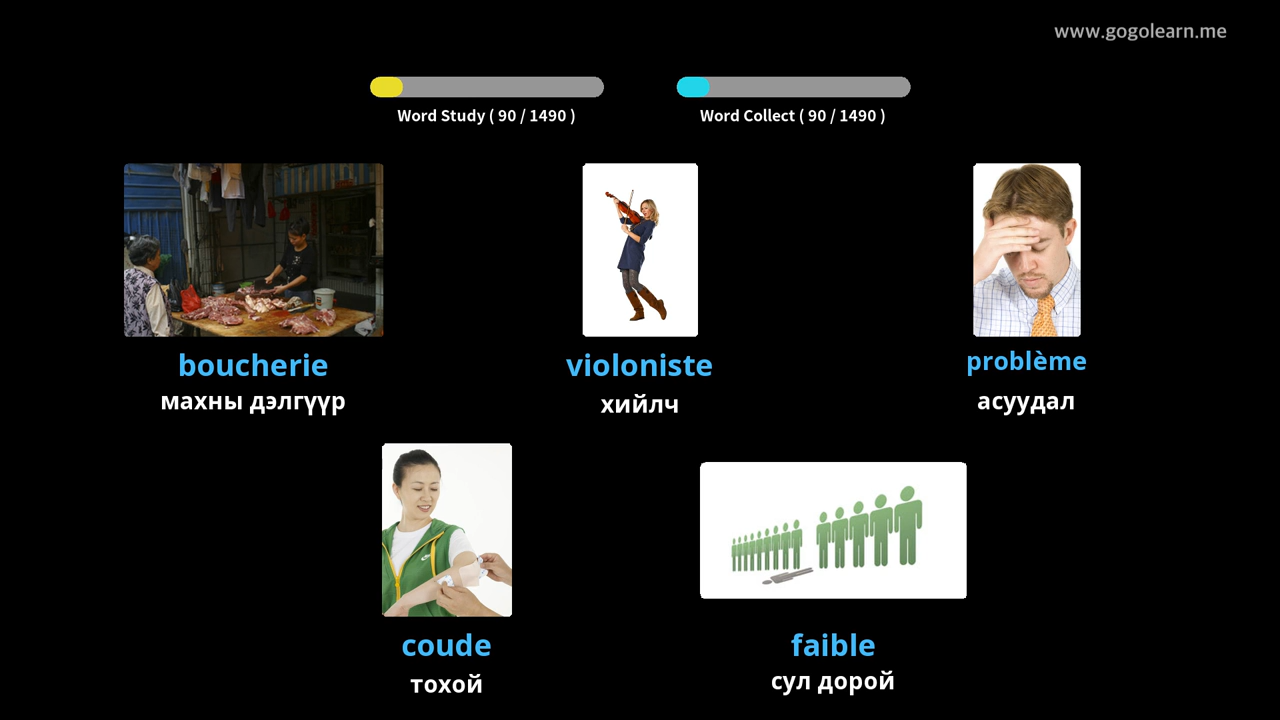 www.gogolearn.me
Word Study ( 90 / 1490 )
Word Collect ( 90 / 1490 )
boucherie
махны дэлгүүр
violoniste
хийлч
problème
асуудал
coude
тохой
faible
сул дорой